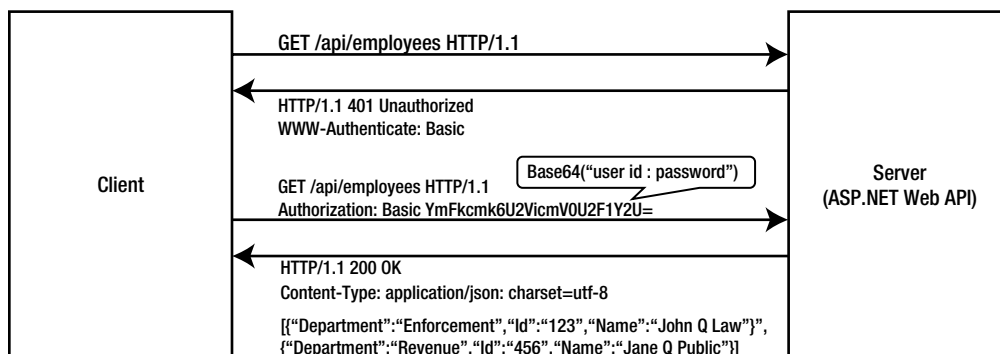 GET /api/employees HTTP/1.1
HTTP/1.1 401 Unauthorized
WWW-Authenticate: Basic
Client
Base64(“user id : password”)
GET /api/employees HTTP/1.1
Authorization: Basic YmFkcmk6U2VicmV0U2F1Y2U=
Server
(ASP.NET Web API)
HTTP/1.1 200 OK
Content-Type: application/json: charset=utf-8
[{“Department”:“Enforcement”,“Id”:“123”,“Name”:“John Q Law”}”,
{“Department”:“Revenue”,“Id”:“456”,“Name”:“Jane Q Public”}]